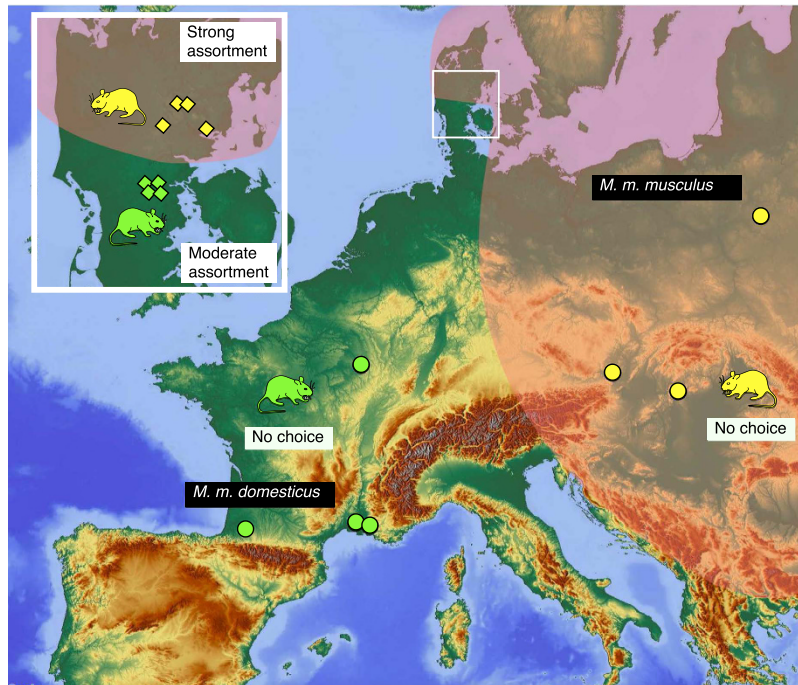 Strong
assortment
Moderate
assortment
M. m. musculus
No choice
No choice
M. m. domesticus